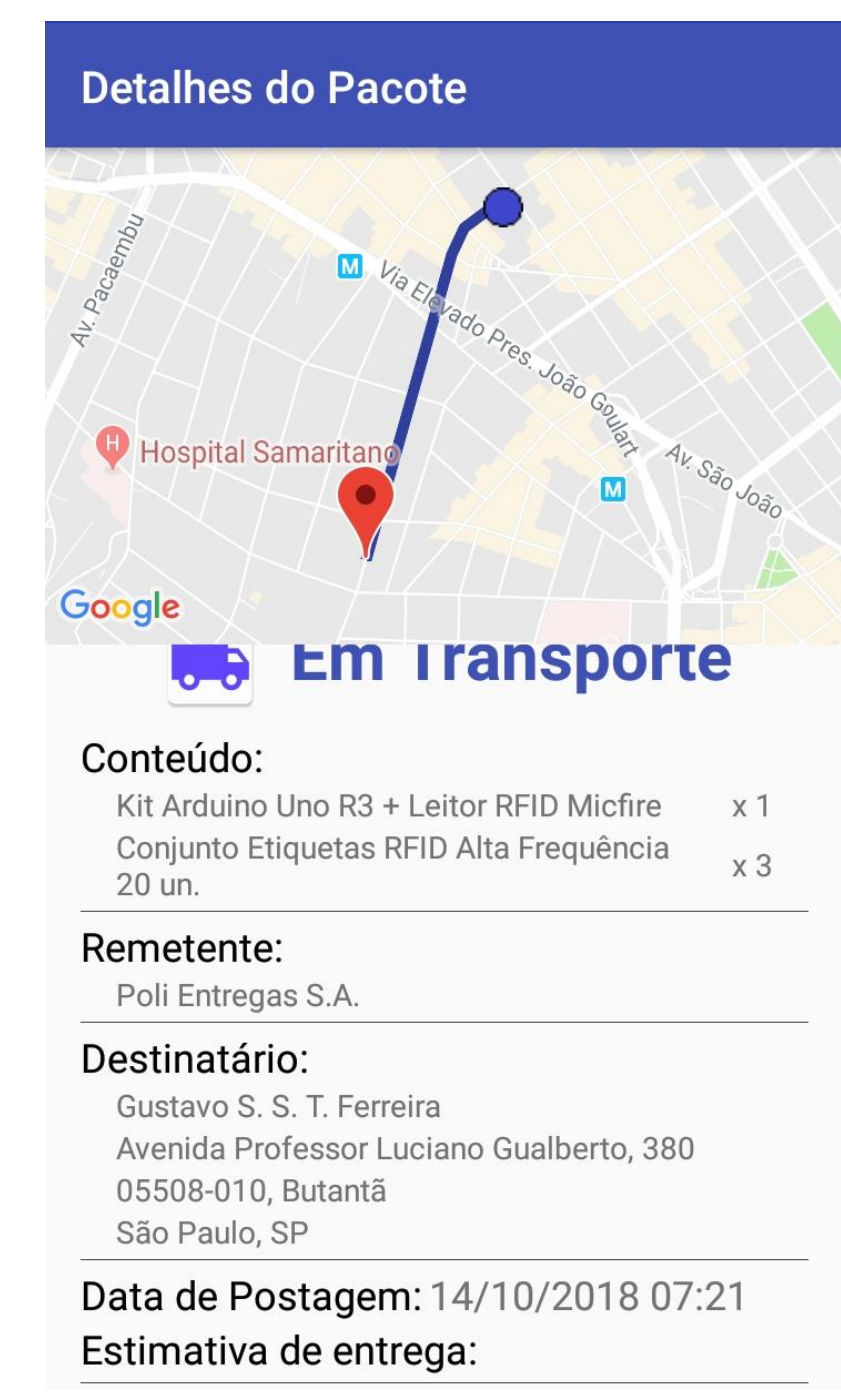 Detalhes do Pacote
Av. Pacaembu
M
Via Elevado Pres. João Goulart
H
Hospital Samaritano
M
Av. São João
Google
Em Transporte
Conteúdo:
Kit Arduino Uno R3 + Leitor RFID Micfire x 1
Conjunto Etiquetas RFID Alta Frequência
20 un. x 3
Remetente:
Poli Entregas S.A.
Destinatário:
Gustavo S. S. T. Ferreira
Avenida Professor Luciano Gualberto, 380
05508-010, Butantã
São Paulo, SP
Data de Postagem: 14/10/2018 07:21
Estimativa de entrega: